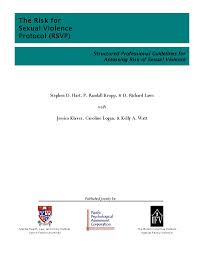 The Risk for
Sexual Violence
Protocol (RSVP)
Structured Professional Guidelines for
Assessing Risk of Sexual Violence
Stephen D. Hart, P. Randall Kropp, & D. Richard Laws
with
Jessica Klaver, Caroline Logan, & Kelly A. Watt
Published jointly by:
Pacific
Psychological
Assessment
Corporation
Mental Health, Law, and Policy Institute
Simon Fraser University
The British Columbia Institute
Against Family Violence